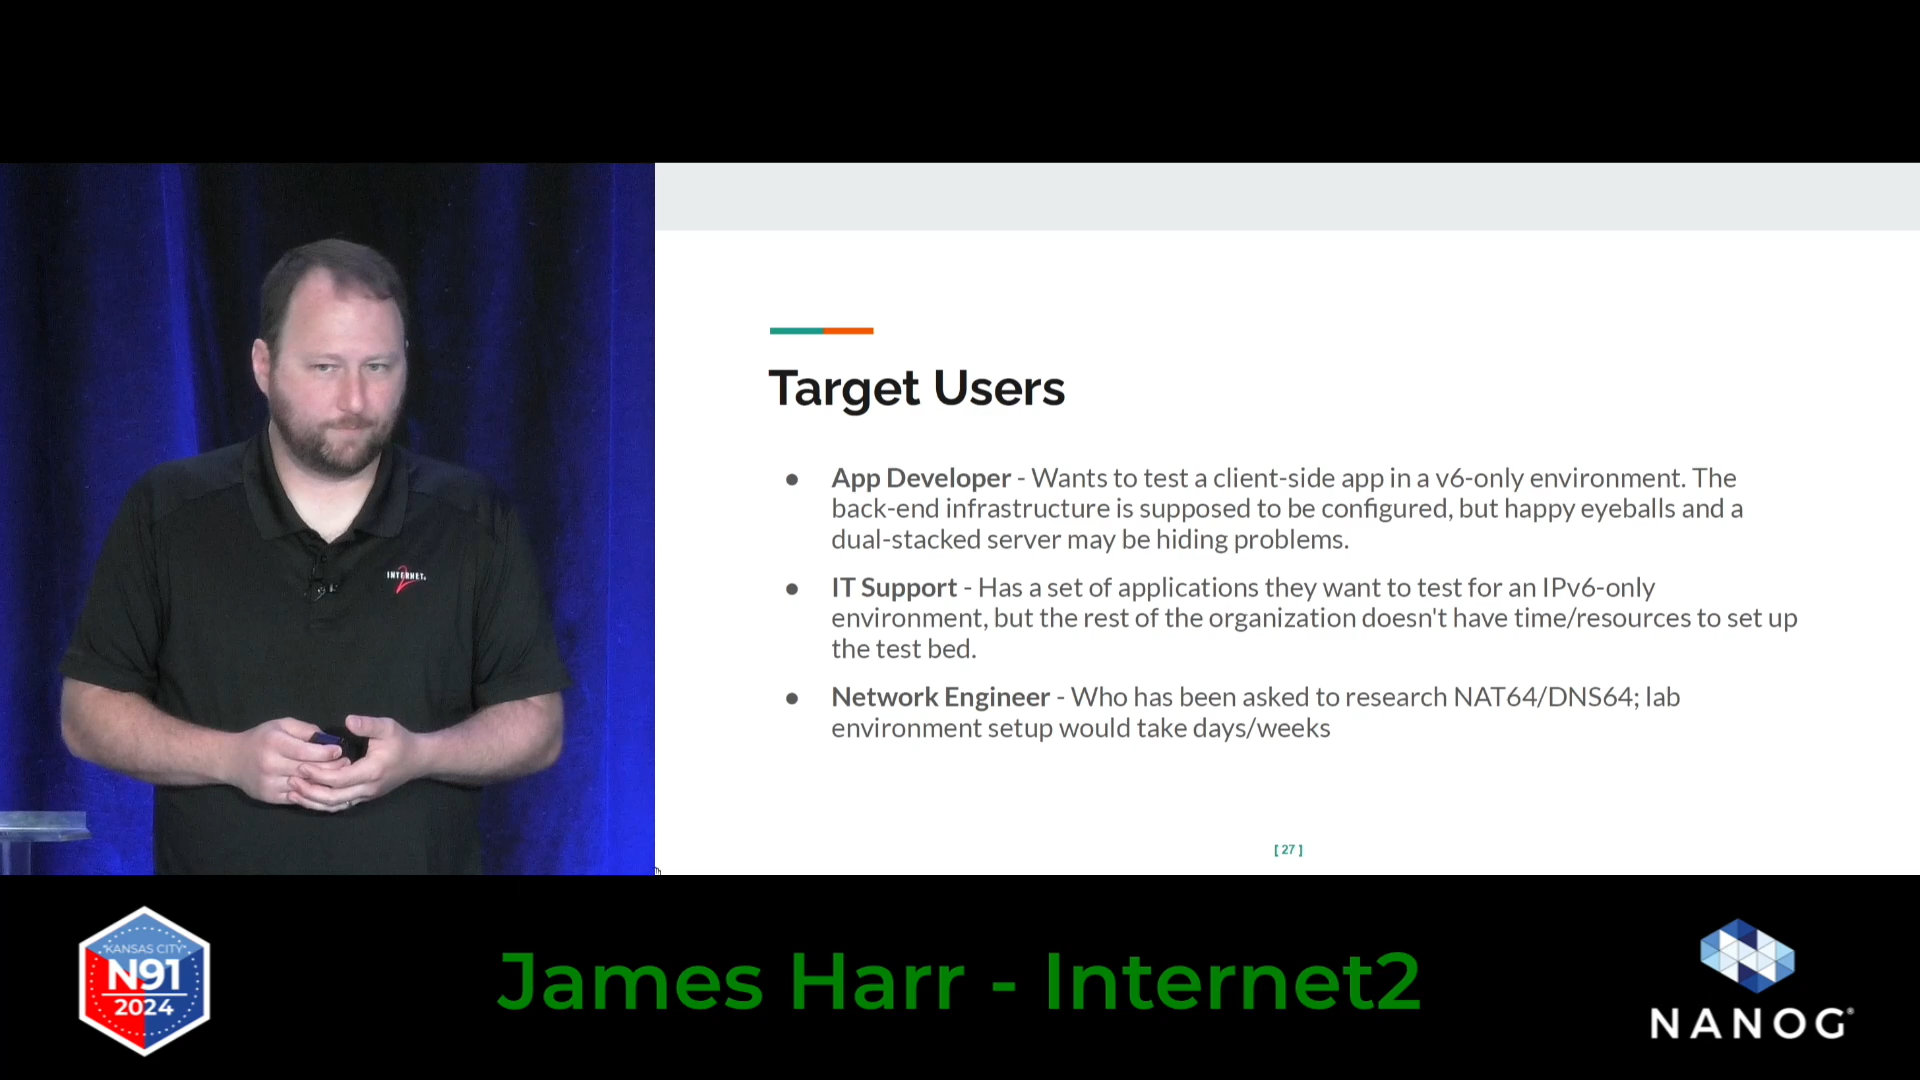 INTERNET
2
Target Users
● App Developer - Wants to test a client-side app in a v6-only environment. The
back-end infrastructure is supposed to be configured, but happy eyeballs and a
dual-stacked server may be hiding problems.
● IT Support - Has a set of applications they want to test for an IPv6-only
environment, but the rest of the organization doesn't have time/resources to set up
the test bed.
● Network Engineer - Who has been asked to research NAT64/DNS64; lab
environment setup would take days/weeks
[ 27 ]
KANSAS CITY
N91
2024
James Harr - Internet2
NANOG®